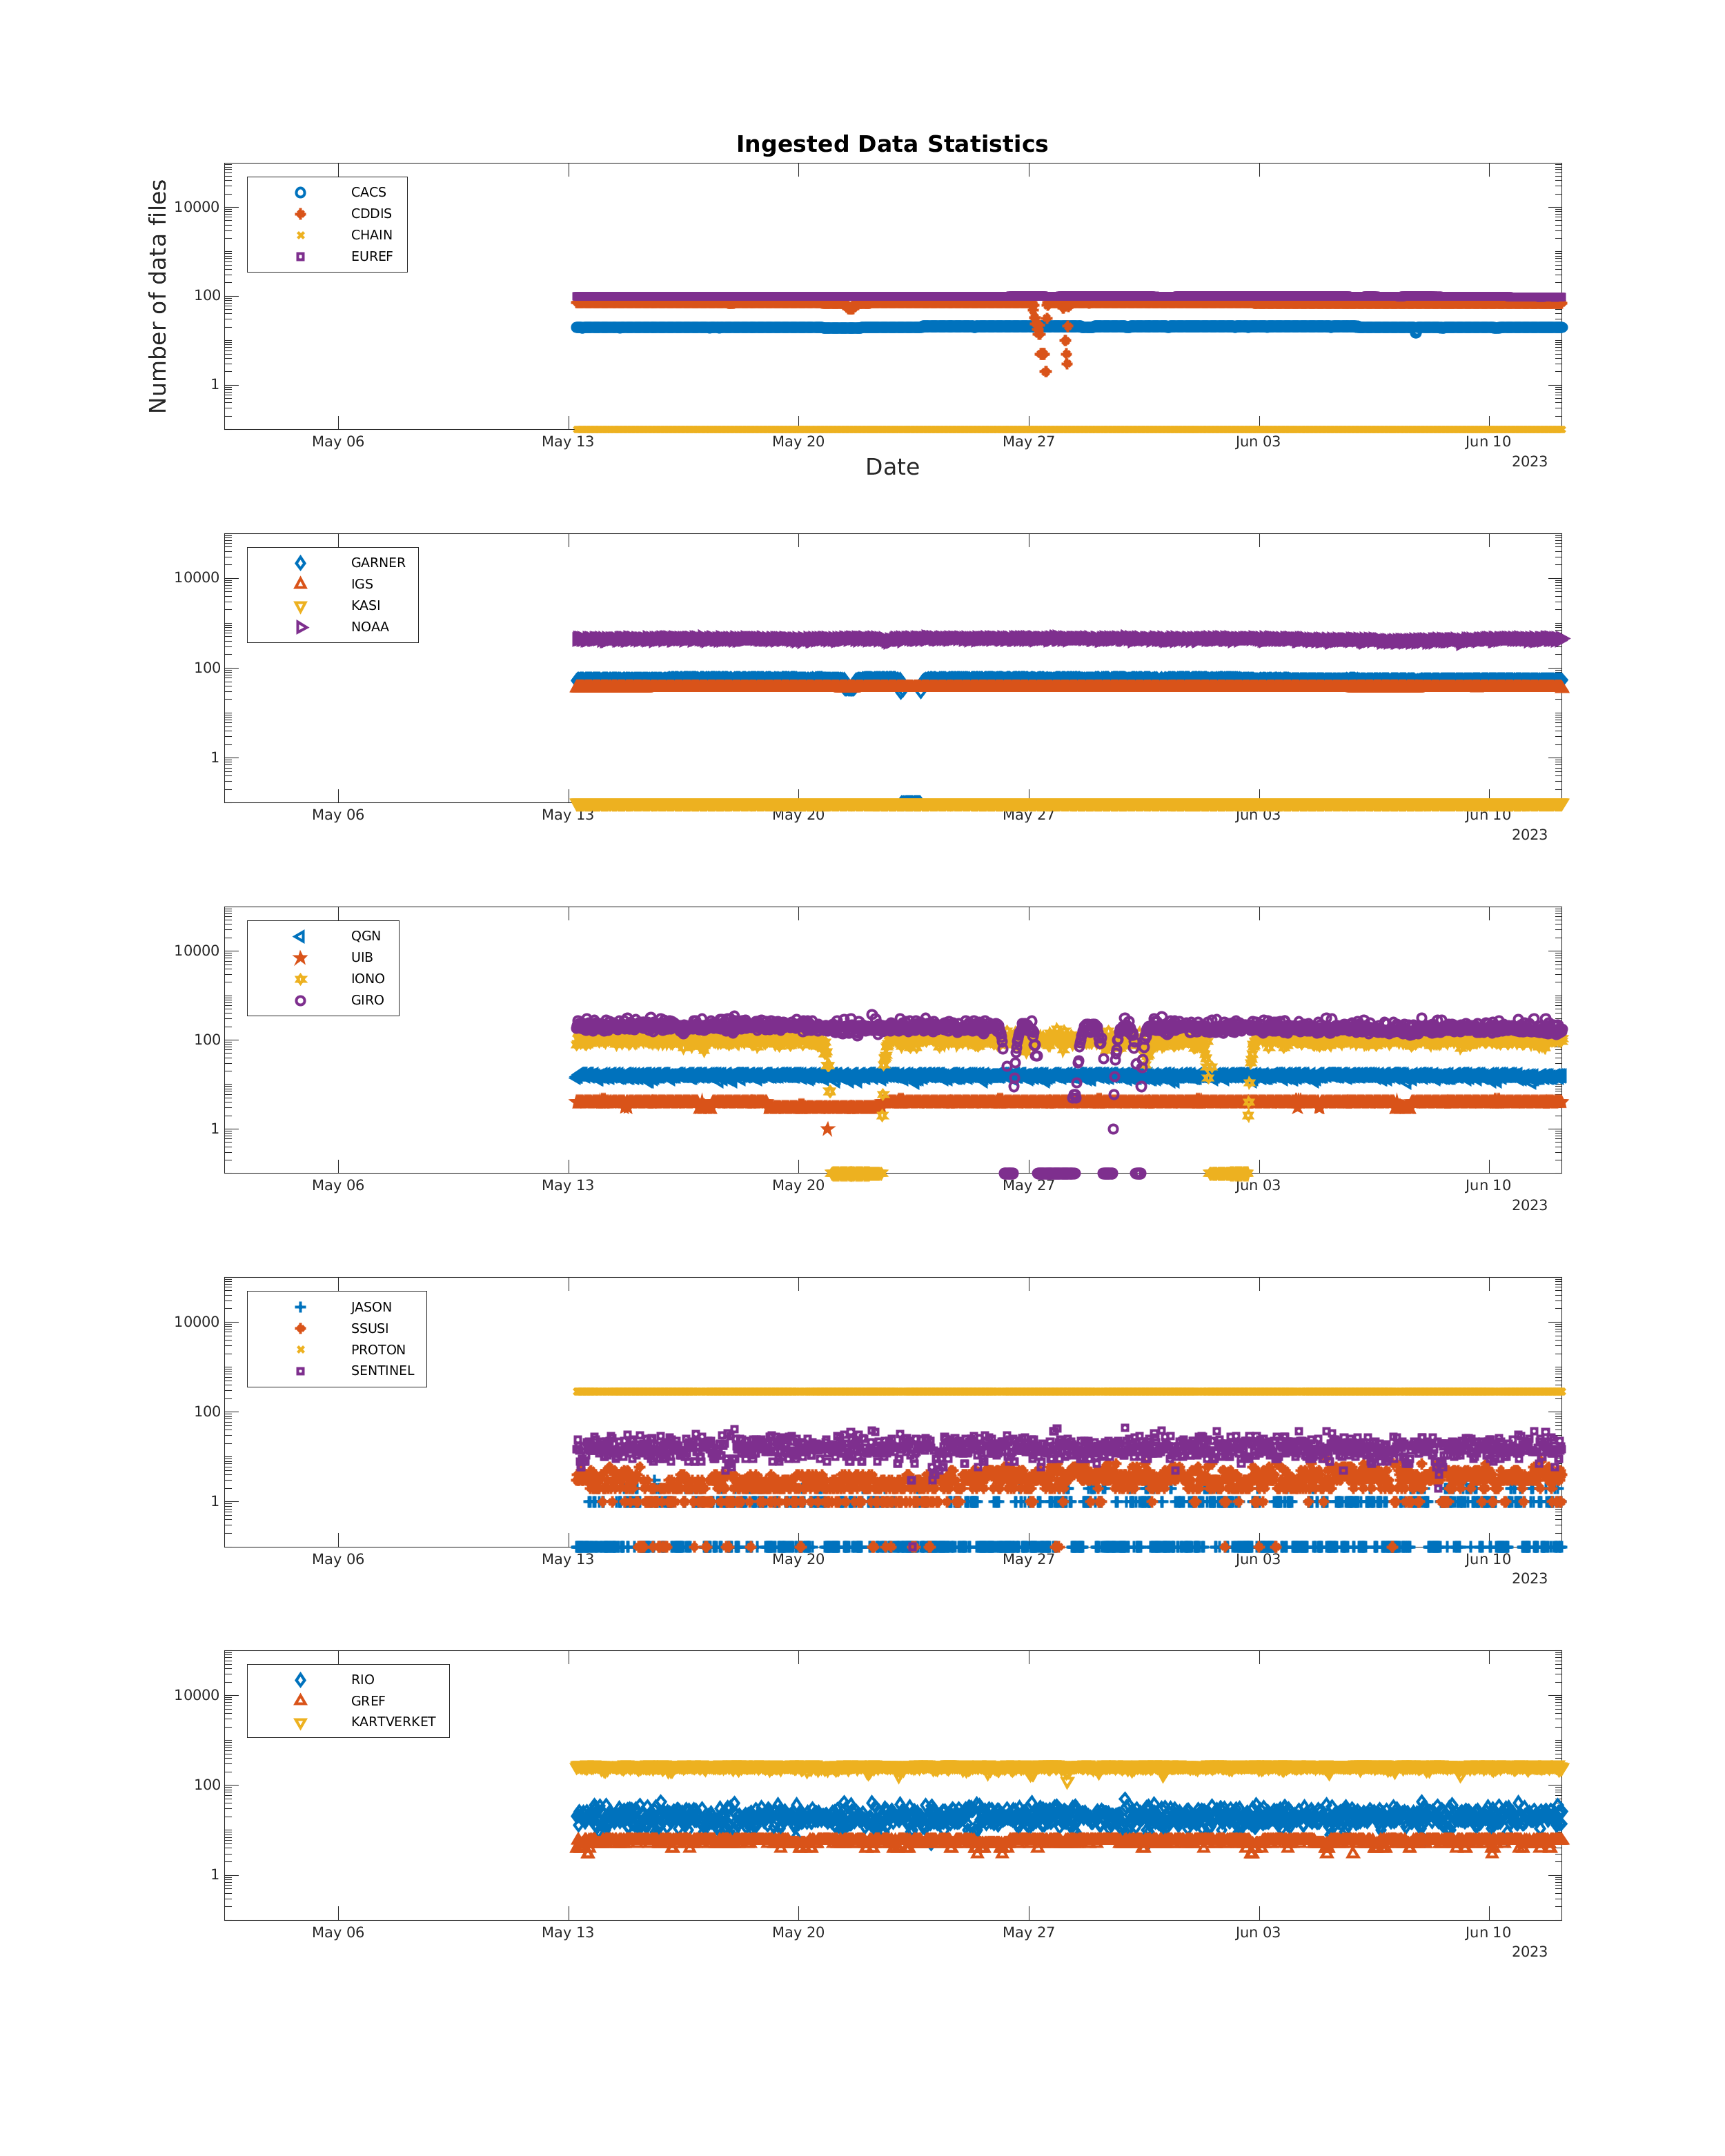 Ingested Data Statistics
Number of data files
CACS
CDDIS
CHAIN
EUREF
10000
100
1
May 06 May 13 May 20 May 27 Jun 03 Jun 10
2023
Date
GARNER
IGS
KASI
NOAA
10000
100
1
May 06 May 13 May 20 May 27 Jun 03 Jun 10
2023
QGN
UIB
IONO
GIRO
10000
100
1
May 06 May 13 May 20 May 27 Jun 03 Jun 10
2023
JASON
SSUSI
PROTON
SENTINEL
10000
100
1
May 06 May 13 May 20 May 27 Jun 03 Jun 10
2023
RIO
GREF
KARTVERKET
10000
100
1
May 06 May 13 May 20 May 27 Jun 03 Jun 10
2023